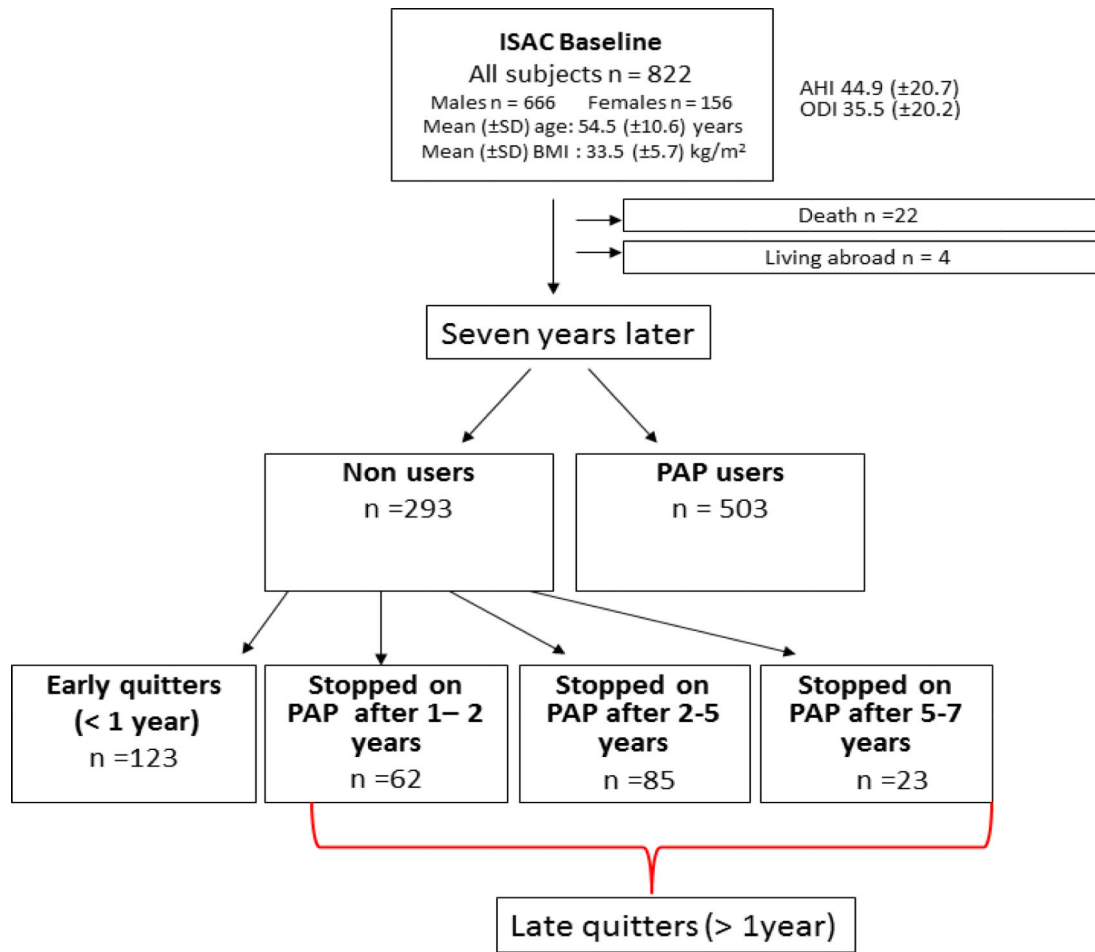 ISAC Baseline
All subjects n = 822
Males n = 666 Females n = 156
Mean (±SD) age: 54.5 (±10.6) years
Mean (±SD) BMI : 33.5 (±5.7) kg/m²
AHI 44.9 (±20.7)
ODI 35.5 (±20.2)
Death n =22
Living abroad n = 4
Seven years later
Non users
n =293
PAP users
n = 503
Early quitters
(< 1 year)
n =123
Stopped on
PAP after 1– 2
years
n =62
Stopped on
PAP after 2-5
years
n =85
Stopped on
PAP after 5-7
years
n =23
Late quitters (> 1year)